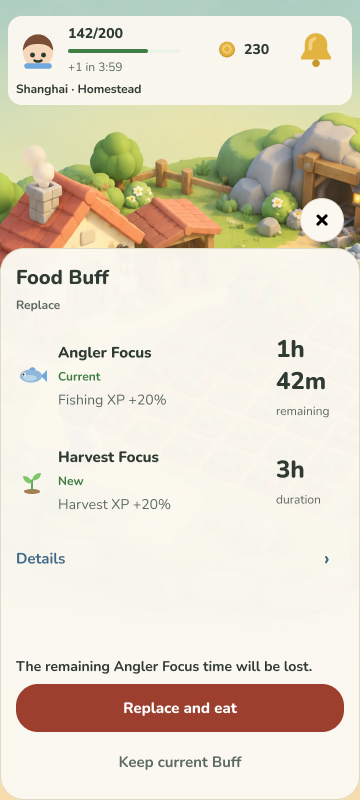 142/200
230
+1 in 3:59
Shanghai · Homestead
Food Buff
Replace
Angler Focus
Current
Fishing XP +20%
1h
42m
remaining
Harvest Focus
New
Harvest XP +20%
3h
duration
Details
The remaining Angler Focus time will be lost.
Replace and eat
Keep current Buff